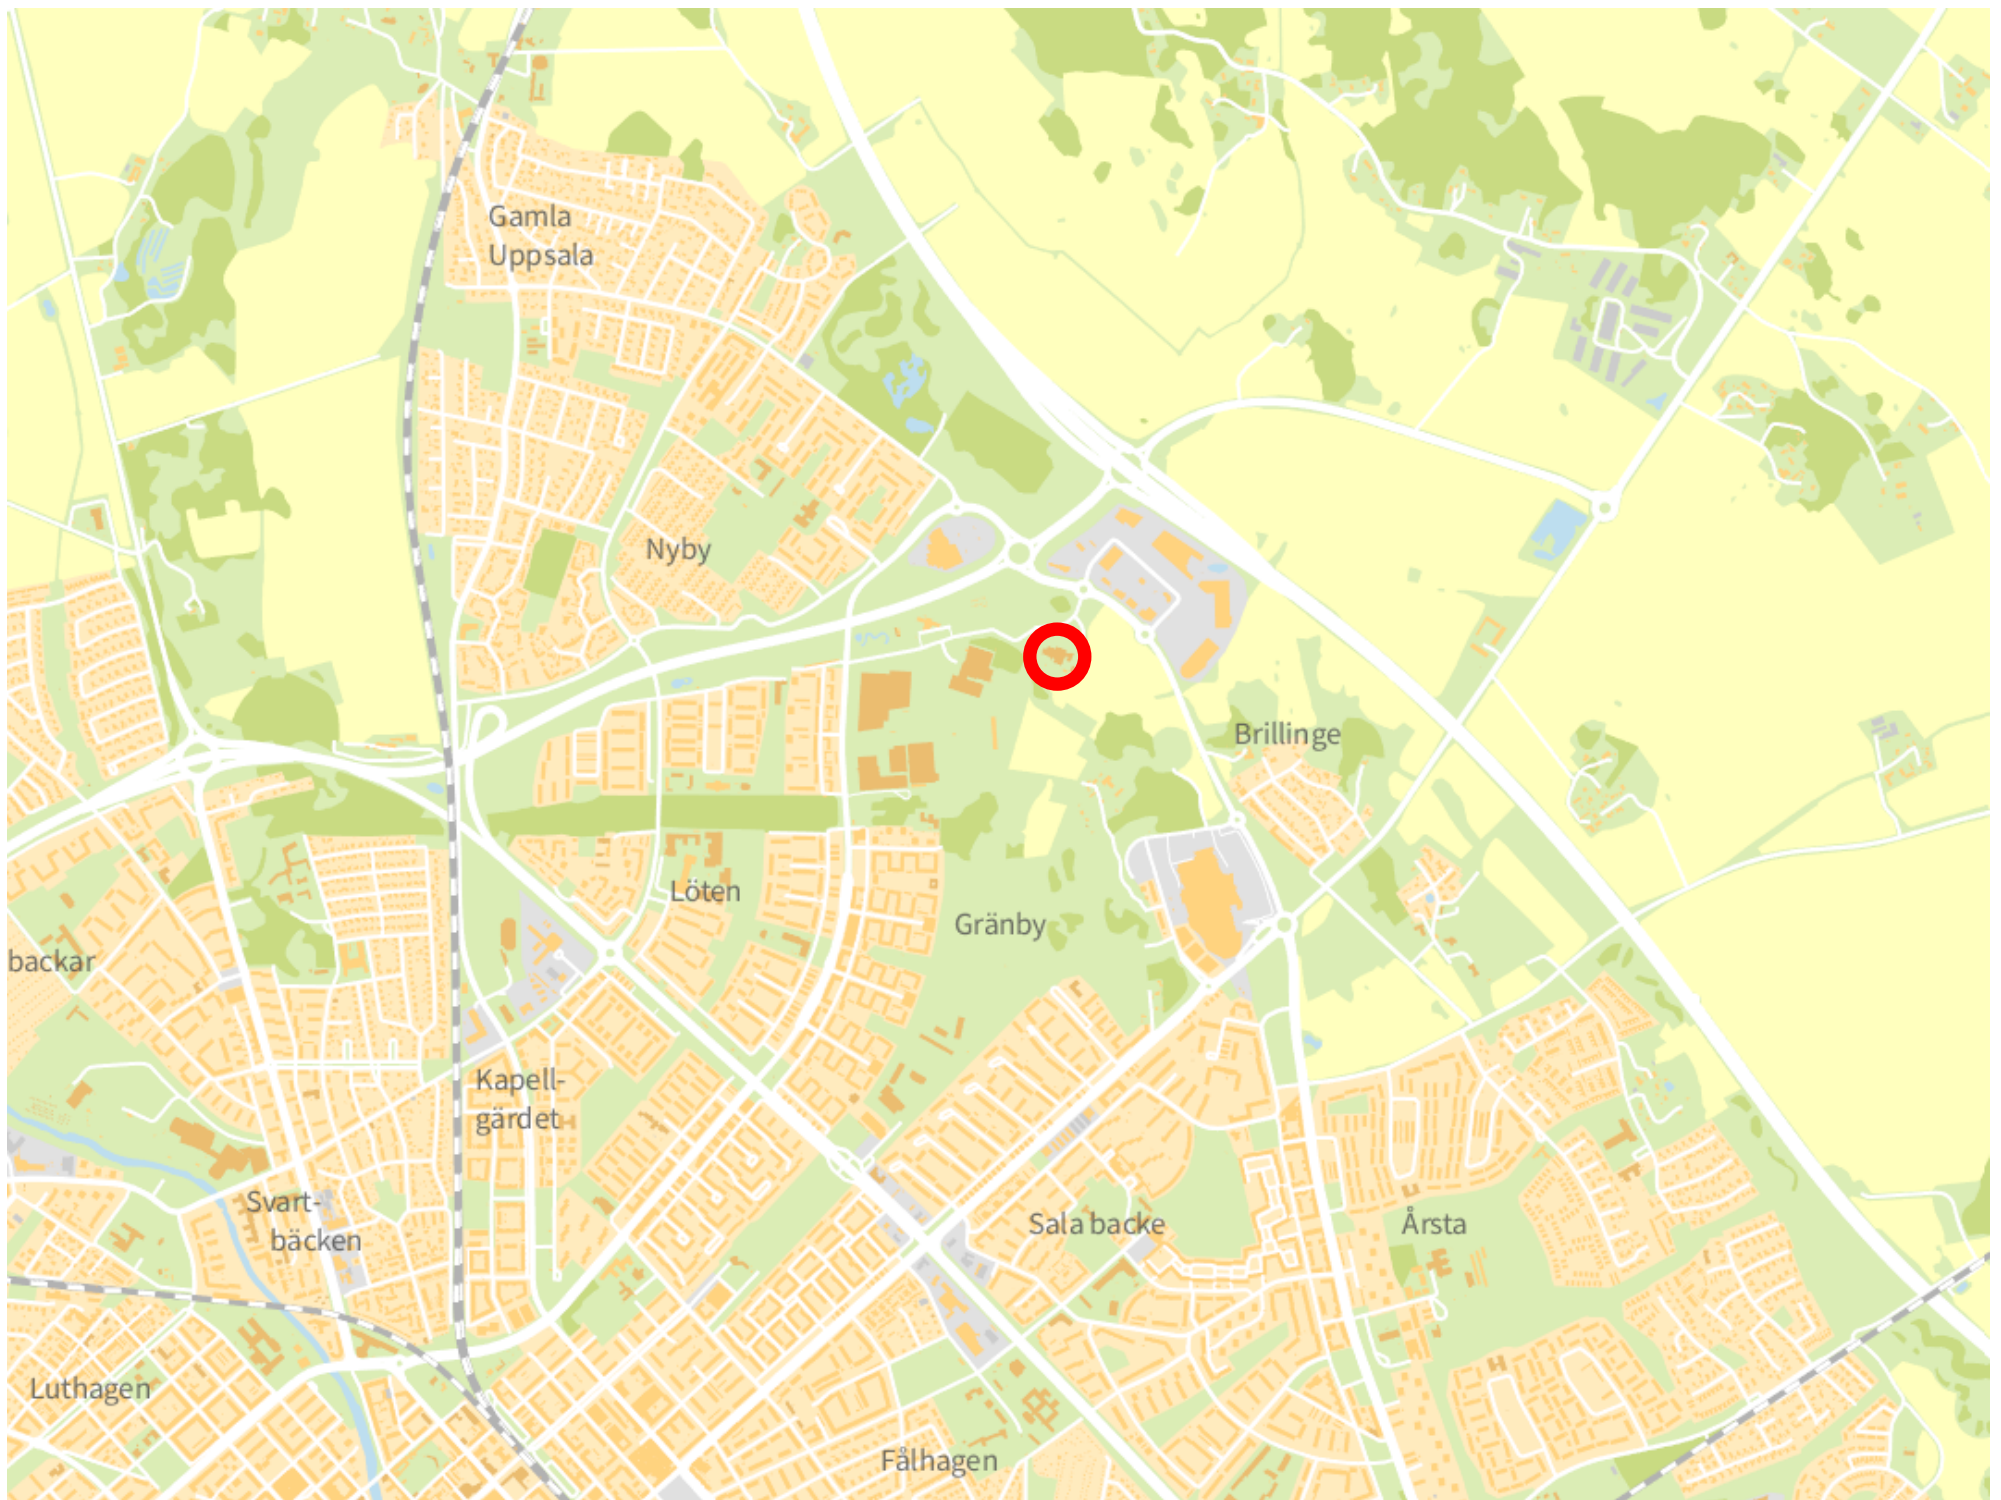 Gamla
Uppsala
Nyby
Brillinge
Löten
Gränby
backar
Kapell-
gärdet
Svart-
bäcken
Sala backe
Årsta
Luthagen
Fålhagen